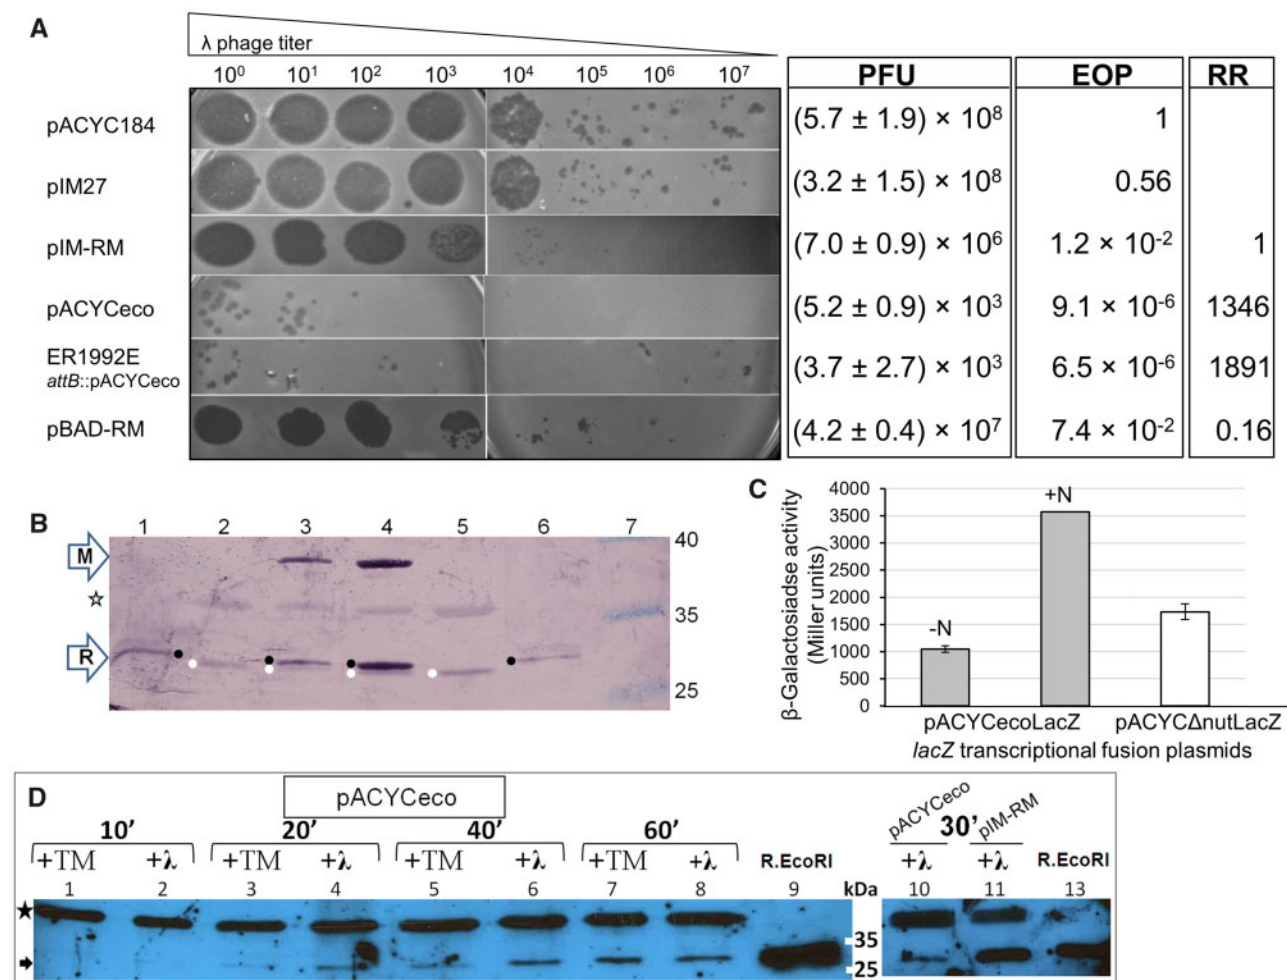 A
λ phage titer
10⁰ 10¹ 10² 10³ 10⁴ 10⁵ 10⁶ 10⁷
PFU EOP RR
pACYC184 (5.7 ± 1.9) × 10⁸ 1
pIM27 (3.2 ± 1.5) × 10⁸ 0.56
pIM-RM (7.0 ± 0.9) × 10⁶ 1.2 × 10⁻² 1
pACYCeco (5.2 ± 0.9) × 10³ 9.1 × 10⁻⁶ 1346
ER1992E
attB::pACYCeco (3.7 ± 2.7) × 10³ 6.5 × 10⁻⁶ 1891
pBAD-RM (4.2 ± 0.4) × 10⁷ 7.4 × 10⁻² 0.16
B
1 2 3 4 5 6 7
M
R
40
35
25
C
β-Galactosiadse activity
(Miller units)
4000
3500
3000
2500
2000
1500
1000
500
0
-N
+N
pACYCecoLacZ pACYCΔnutLacZ
lacZ transcriptional fusion plasmids
D
pACYCeco
10’ 20’ 40’ 60’
+TM +λ +TM +λ +TM +λ +TM +λ R.EcoRI
1 2 3 4 5 6 7 8 9 kDa
35
25
pACYCeco pIM-RM
30’
+λ +λ R.EcoRI
10 11 13